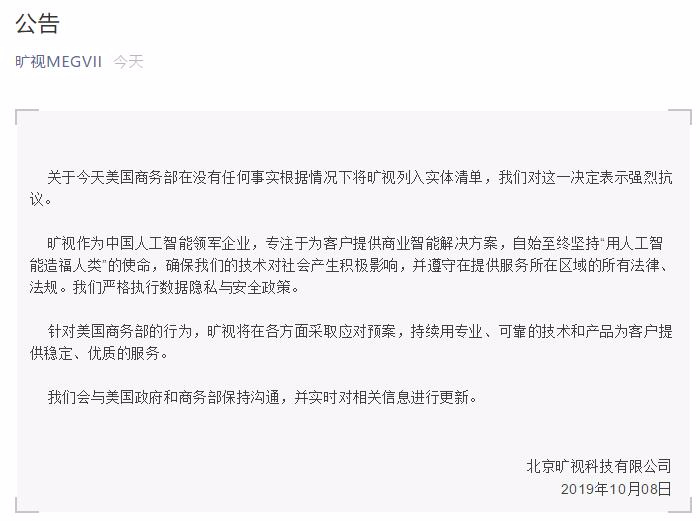 公告
旷视MEGVII 今天
关于今天美国商务部在没有任何事实根据情况下将旷视列入实体清单，我们对这一决定表示强烈抗
议。
旷视作为中国人工智能领军企业，专注于为客户提供商业智能解决方案，自始至终坚持“用人工智
能造福人类”的使命，确保我们的技术对社会产生积极影响，并遵守在提供服务所在区域的所有法律、
法规。我们严格执行数据隐私与安全政策。
针对美国商务部的行为，旷视将在各方面采取应对预案，持续用专业、可靠的技术和产品为客户提
供稳定、优质的服务。
我们会与美国政府和商务部保持沟通，并实时对相关信息进行更新。
北京旷视科技有限公司
2019年10月08日